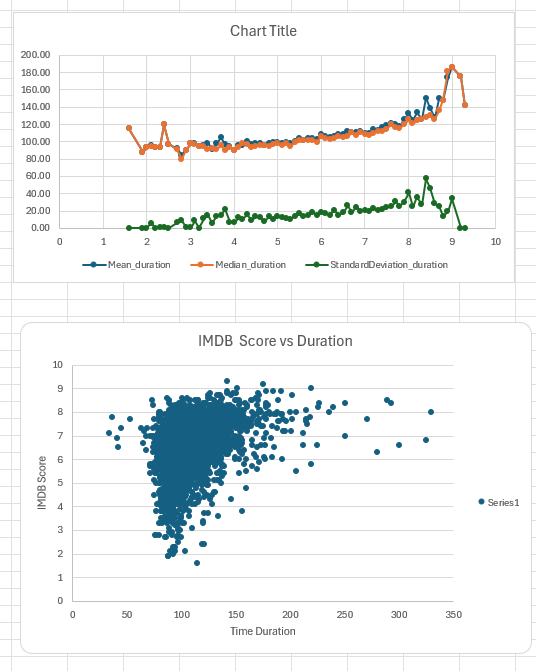 Chart Title
200.00
180.00
160.00
140.00
120.00
100.00
80.00
60.00
40.00
20.00
0.00
0 1 2 3 4 5 6 7 8 9 10
Mean_duration Median_duration StandardDeviation_duration
IMDB Score vs Duration
10
9
8
7
6
5
4
3
2
1
0
IMDB Score
Series1
0 50 100 150 200 250 300 350
Time Duration